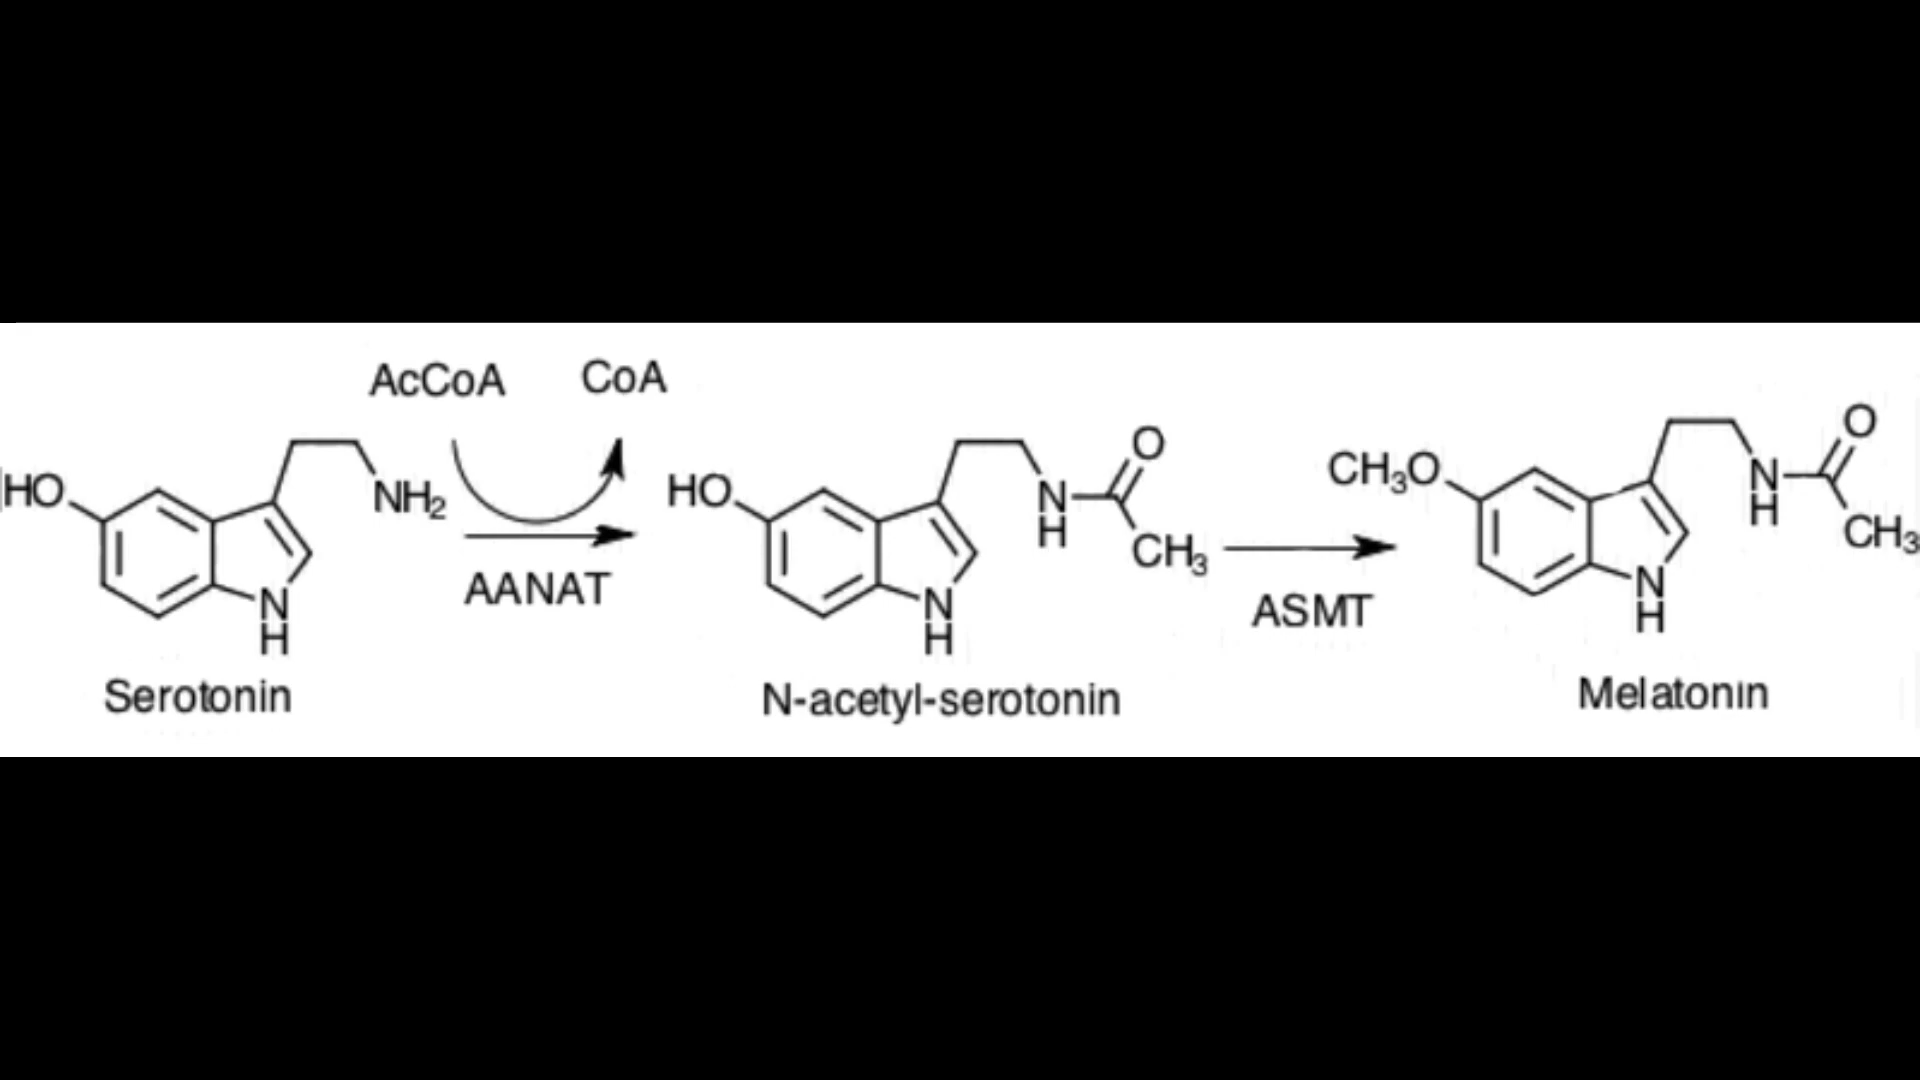 AcCoA
CoA
HO
NH2
AANAT
N
H
Serotonin
HO
O
N
H
CH3
N
H
N-acetyl-serotonin
ASMT
CH3O
O
N
H
CH3
N
H
Melatonin